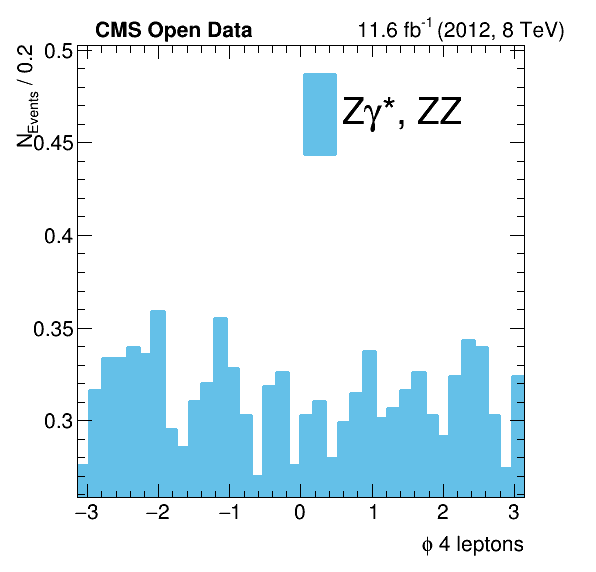 CMS Open Data
11.6 fb-1 (2012, 8 TeV)
NEvents / 0.2
0.5
0.45
0.4
0.35
0.3
Zγ*, ZZ
−3 −2 −1 0 1 2 3
ϕ 4 leptons